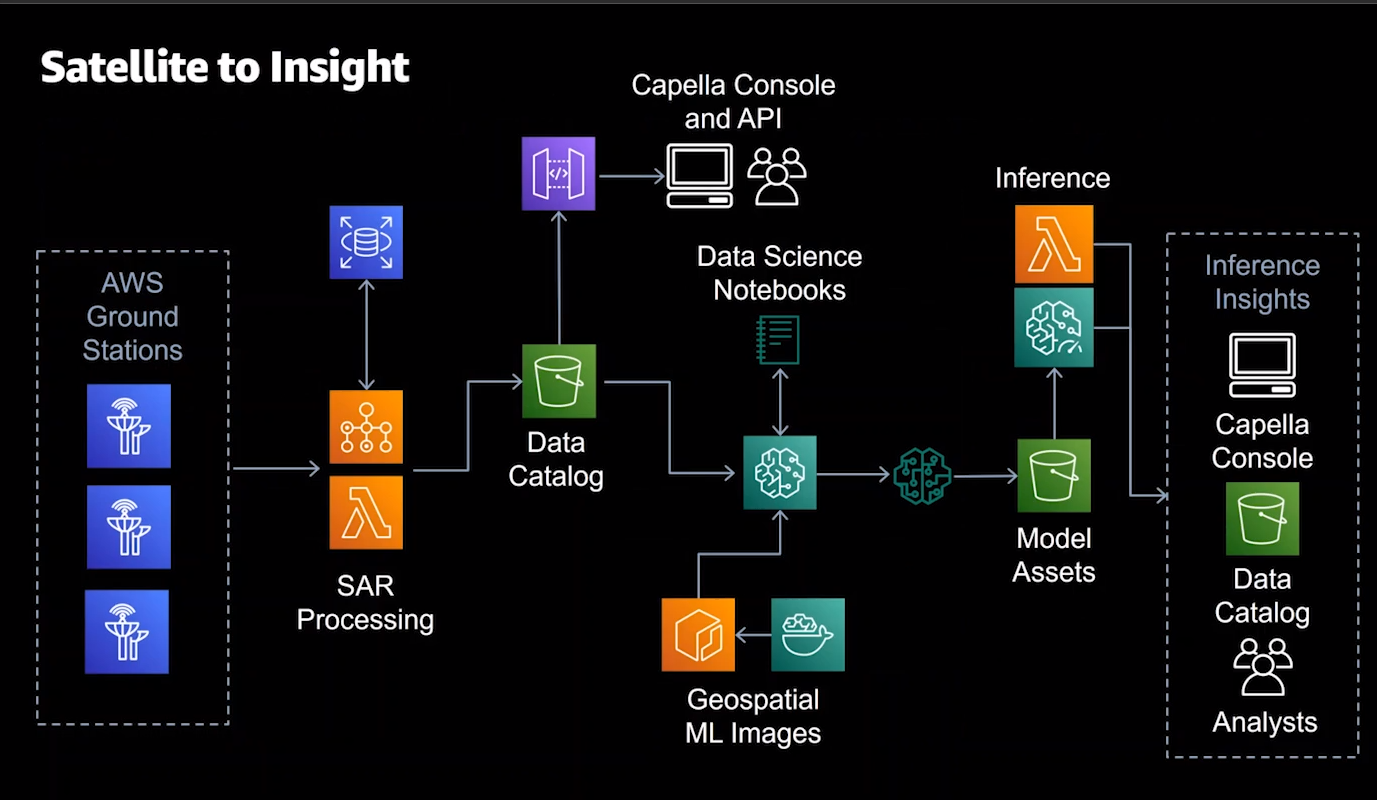 Satellite to Insight
Capella Console
and API
Inference
AWS
Ground
Stations
Data Science
Notebooks
Inference
Insights
</>
Data
Catalog
SAR
Processing
Model
Assets
Geospatial
ML Images
Capella
Console
Data
Catalog
Analysts